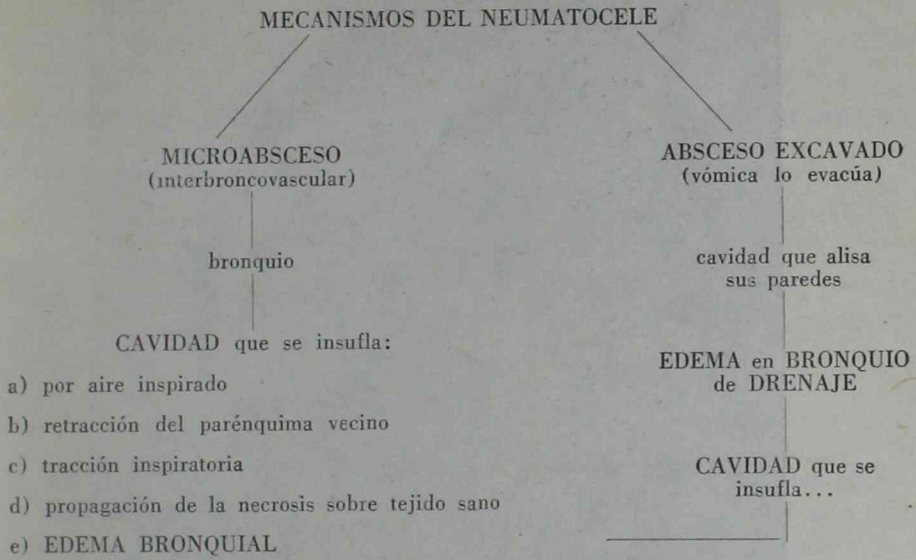 MECANISMOS DEL NEUMATOCELE
MICROABSCESO
(interbroncovascular)
bronquio
CAVIDAD que se insufla:
a) por aire inspirado
b) retracción del parénquima vecino
c) tracción inspiratoria
d) propagación de la necrosis sobre tejido sano
e) EDEMA BRONQUIAL
ABSCESO EXCAVADO
(vómica lo evacúa)
cavidad que alisa
sus paredes
EDEMA en BRONQUIO
de DRENAJE
CAVIDAD que se
insufla...